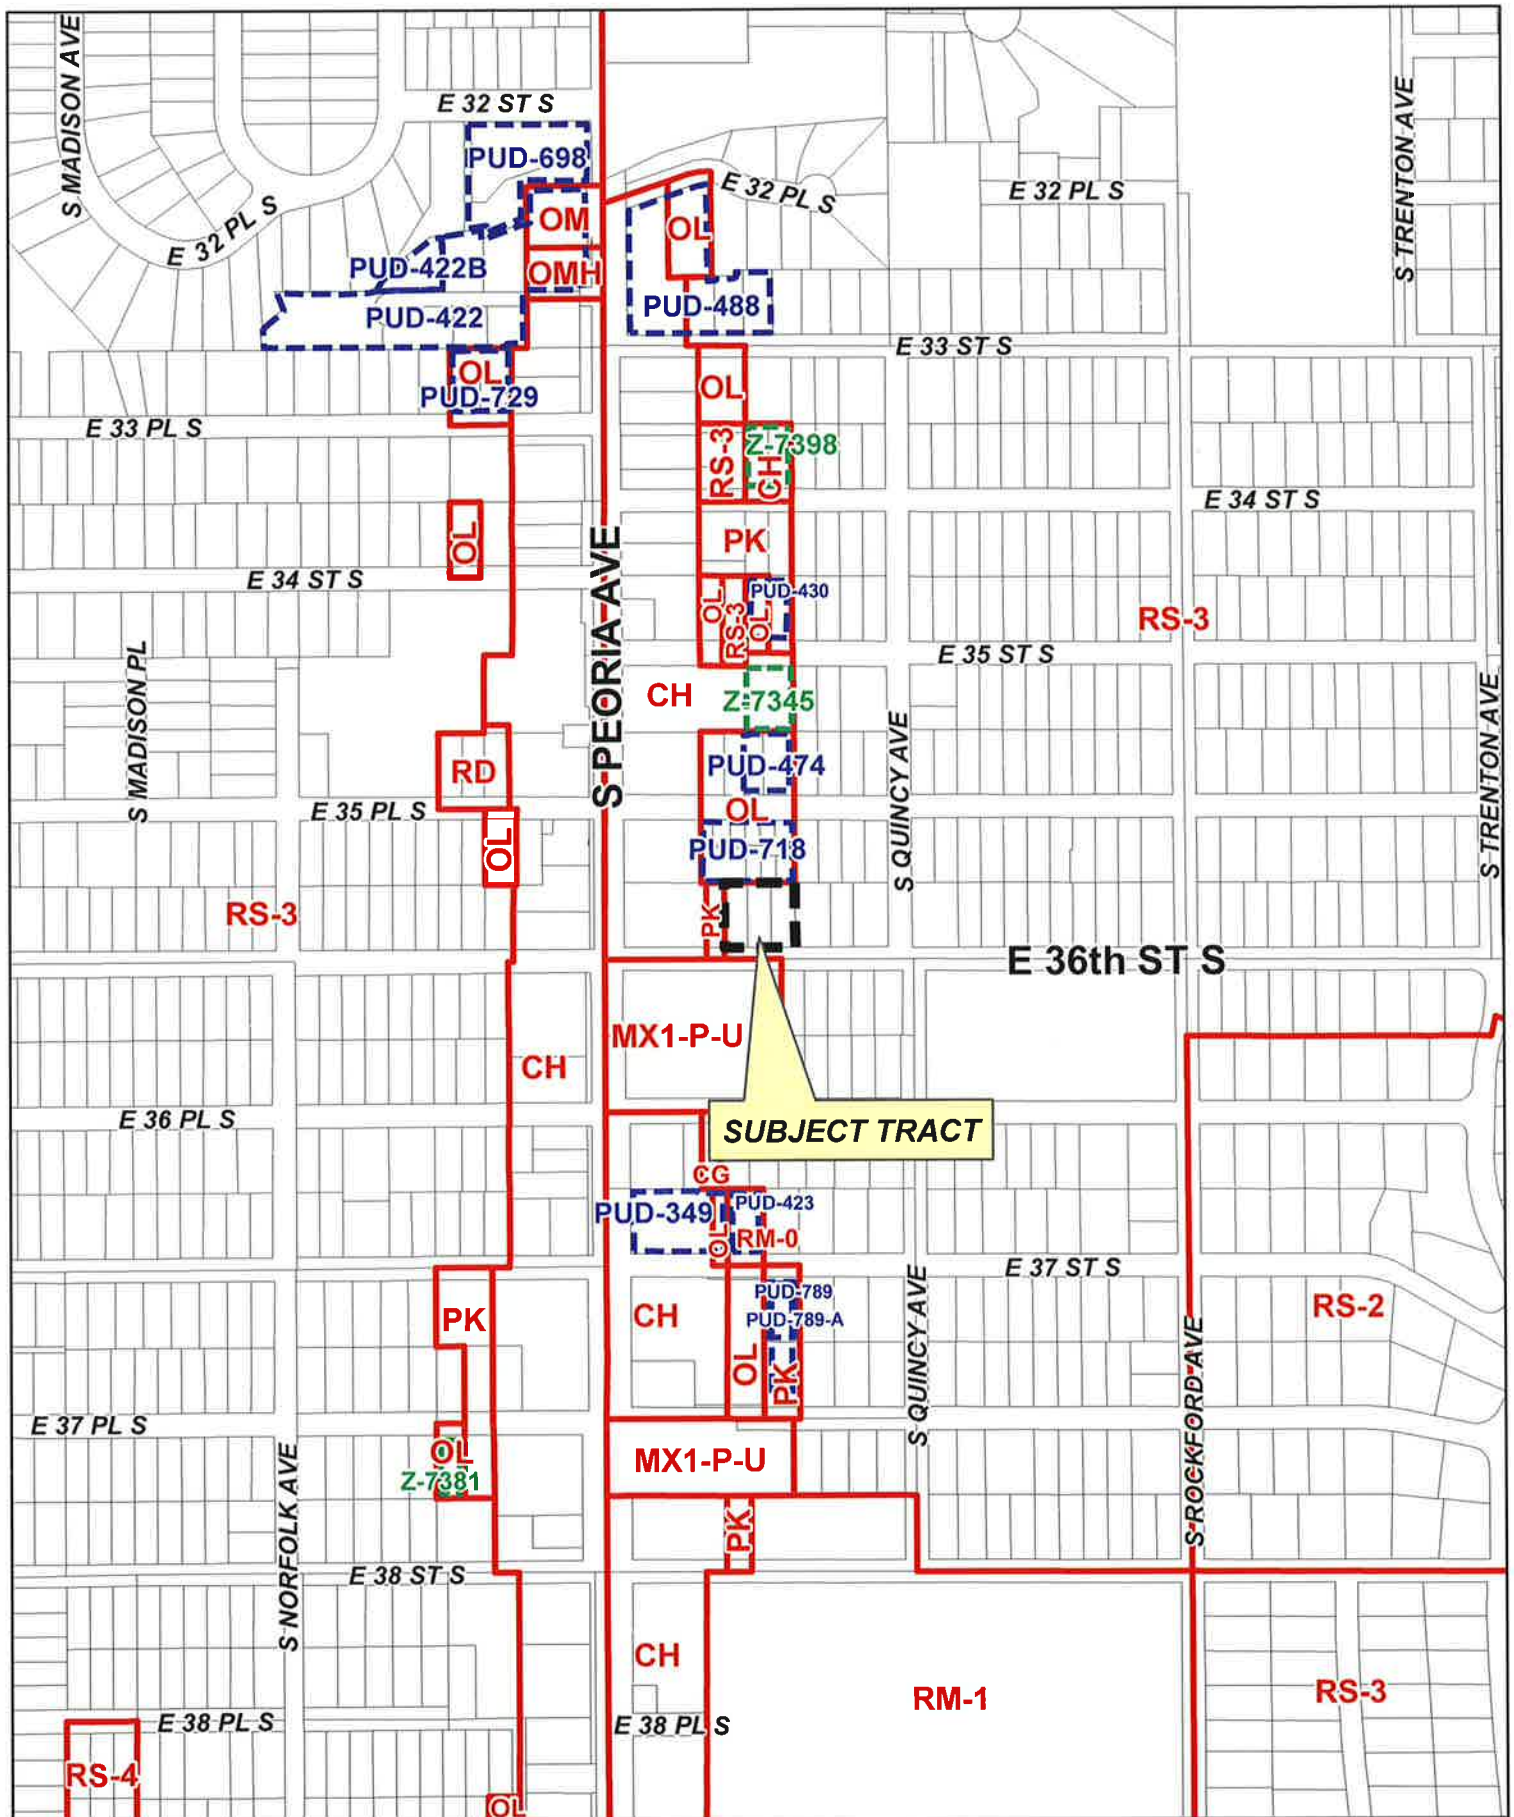 S MADISON AVE
E 32 ST S
S TRENTON AVE
PUD-698
E 32 PL S
E 32 PL S
E 32 PL S
OM
OL
PUD-422B
OMH
PUD-422
PUD-488
E 33 ST S
OL
PUD-729
OL
E 33 PL S
RS-3
Z-7398
CH
E 34 ST S
OL
PK
S PEORIA AVE
E 34 ST S
OL
RS-3
PUD-430
OL
RS-3
E 35 ST S
S MADISON PL
CH
Z-7345
S TRENTON AVE
S QUINCY AVE
RD
PUD-474
E 35 PL S
OL
OL
PUD-718
RS-3
PK
E 36th ST S
MX1-P-U
CH
E 36 PL S
SUBJECT TRACT
CG
PUD-349
OL
PUD-423
RM-0
E 37 ST S
PUD-789
PUD-789-A
RS-2
PK
CH
OL
PK
S QUINCY AVE
S ROCKFORD AVE
E 37 PL S
OL
Z-7381
MX1-P-U
S NORFOLK AVE
PK
E 38 ST S
CH
RM-1
RS-3
E 38 PL S
E 38 PL S
RS-4
OL